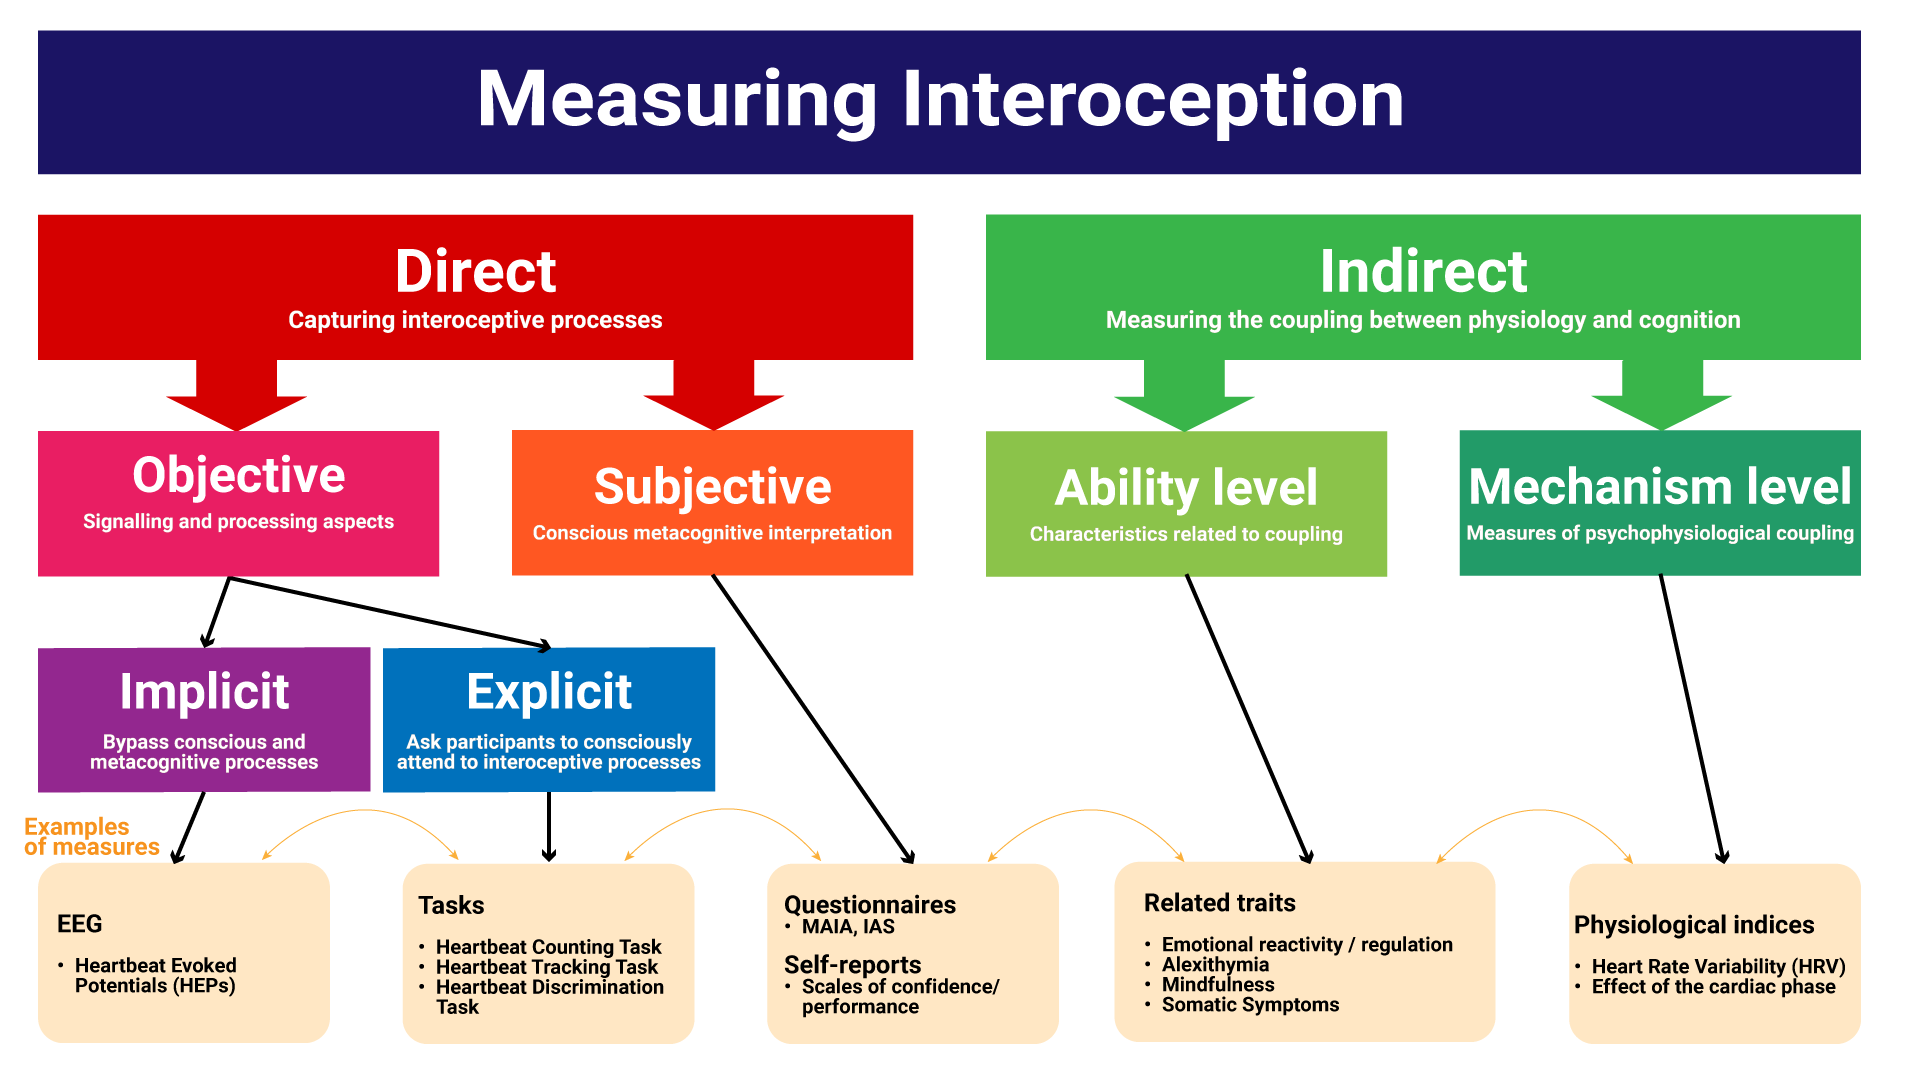 Measuring Interoception
Direct
Capturing interoceptive processes
Indirect
Measuring the coupling between physiology and cognition
Objective
Signalling and processing aspects
Subjective
Conscious metacognitive interpretation
Ability level
Characteristics related to coupling
Mechanism level
Measures of psychophysiological coupling
Implicit
Bypass conscious and
metacognitive processes
Explicit
Ask participants to consciously
attend to interoceptive processes
Examples
of measures
EEG
• Heartbeat Evoked
Potentials (HEPs)
Tasks
• Heartbeat Counting Task
• Heartbeat Tracking Task
• Heartbeat Discrimination
Task
Questionnaires
• MAIA, IAS
Self-reports
• Scales of confidence/
performance
Related traits
• Emotional reactivity / regulation
• Alexithymia
• Mindfulness
• Somatic Symptoms
Physiological indices
• Heart Rate Variability (HRV)
• Effect of the cardiac phase